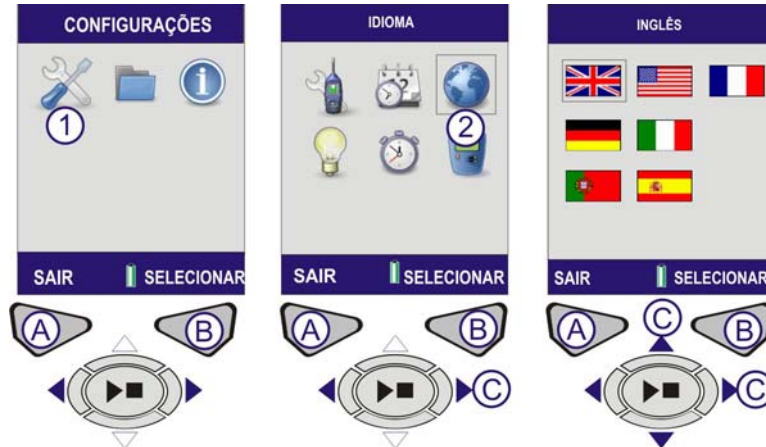 CONFIGURAÇÕES
1
SAIR
SELECIONAR
A
B
IDIOMA
2
SAIR
SELECIONAR
A
B
C
INGLÊS
SAIR
SELECIONAR
A
C
B
C